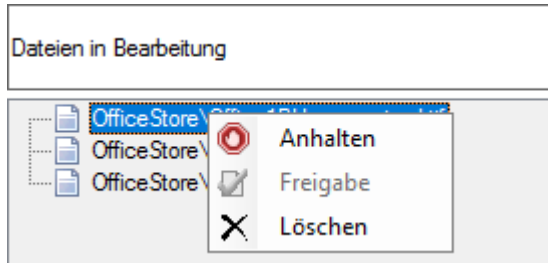 Dateien in Bearbeitung
OfficeStore\
Anhalten
OfficeStore\
Freigabe
OfficeStore\
Löschen